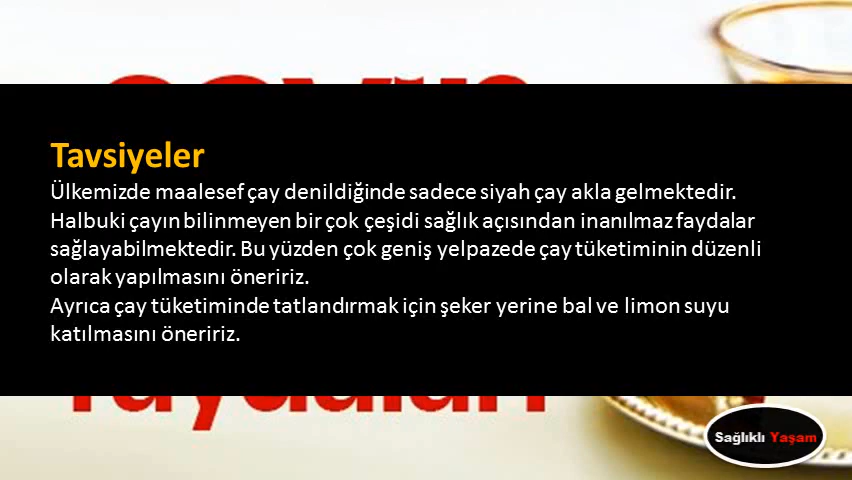 Tavsiyeler
Ülkemizde maalesef çay denildiğinde sadece siyah çay akla gelmektedir.
Halbuki çayın bilinmeyen bir çok çeşidi sağlık açısından inanılmaz faydalar
sağlayabilmektedir. Bu yüzden çok geniş yelpazede çay tüketiminin düzenli
olarak yapılmasını öneririz.
Ayrıca çay tüketiminde tatlandırmak için şeker yerine bal ve limon suyu
katılmasını öneririz.
Sağlıklı Yaşam